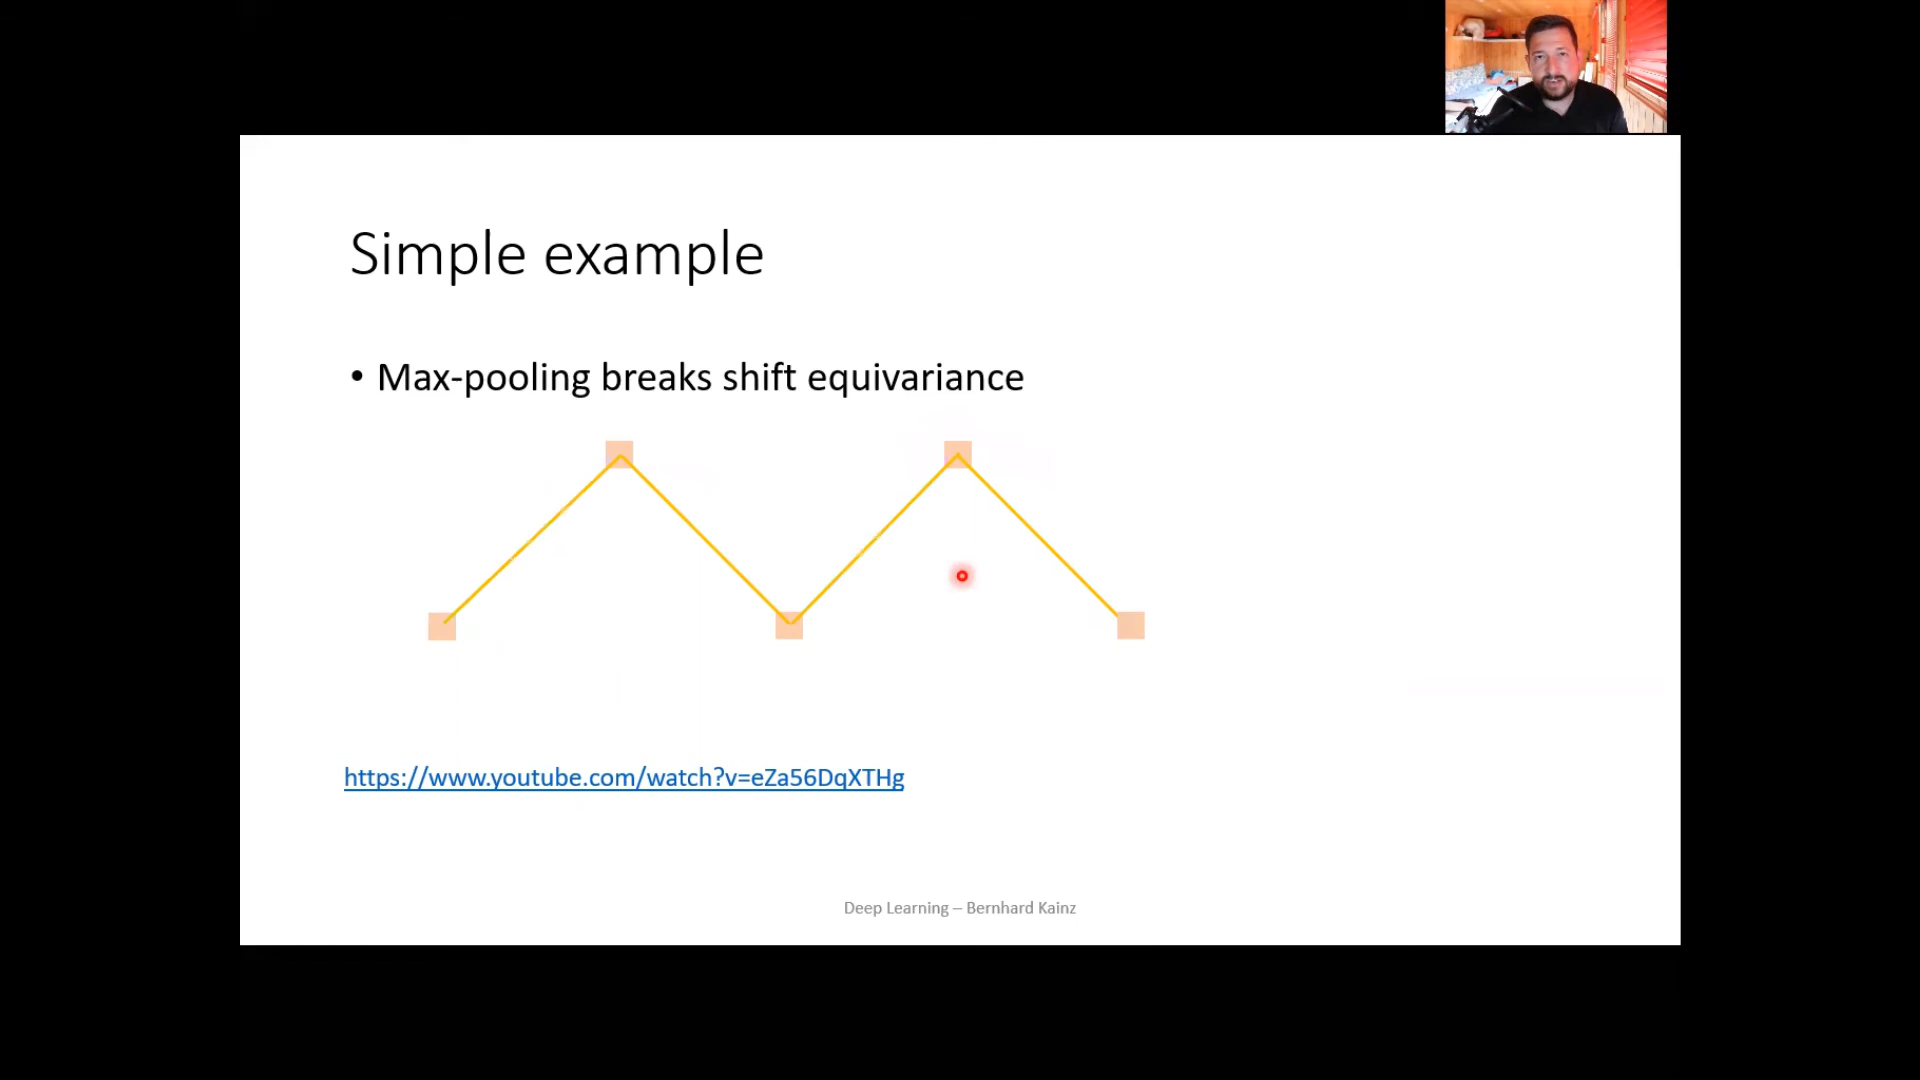 Simple example
• Max-pooling breaks shift equivariance
https://www.youtube.com/watch?v=eZa56DqXTHg
Deep Learning – Bernhard Kainz